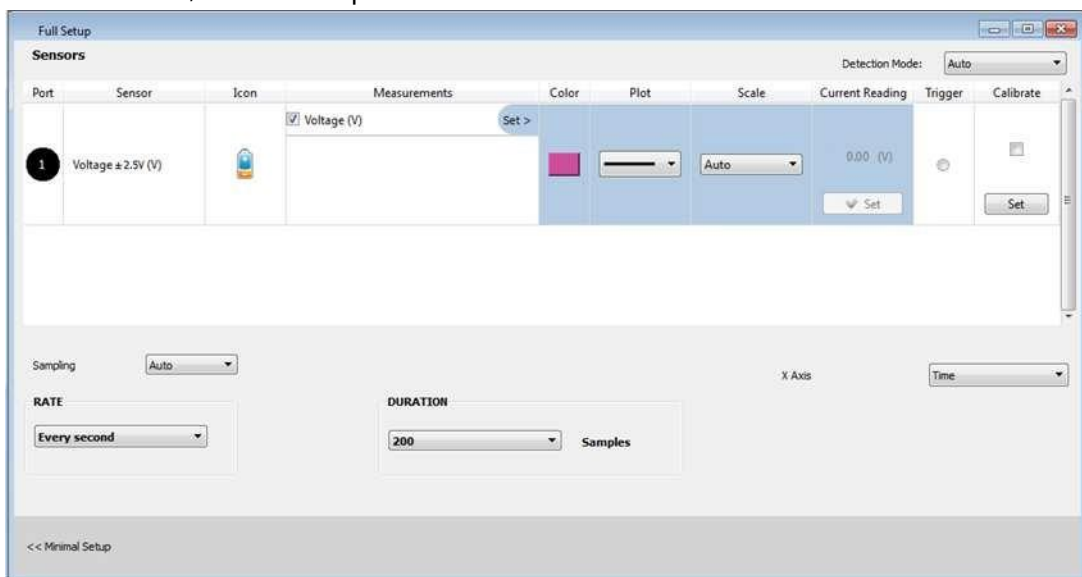 Full Setup
Sensors
Detection Mode: Auto
Port Sensor Icon Measurements Color Plot Scale Current Reading Trigger Calibrate
Voltage (V) Set >
1 Voltage ± 2.5V (V) Auto 0.00 (V)
Set Set
Sampling Auto
X Axis Time
RATE DURATION
Every second 200 Samples
<< Minimal Setup